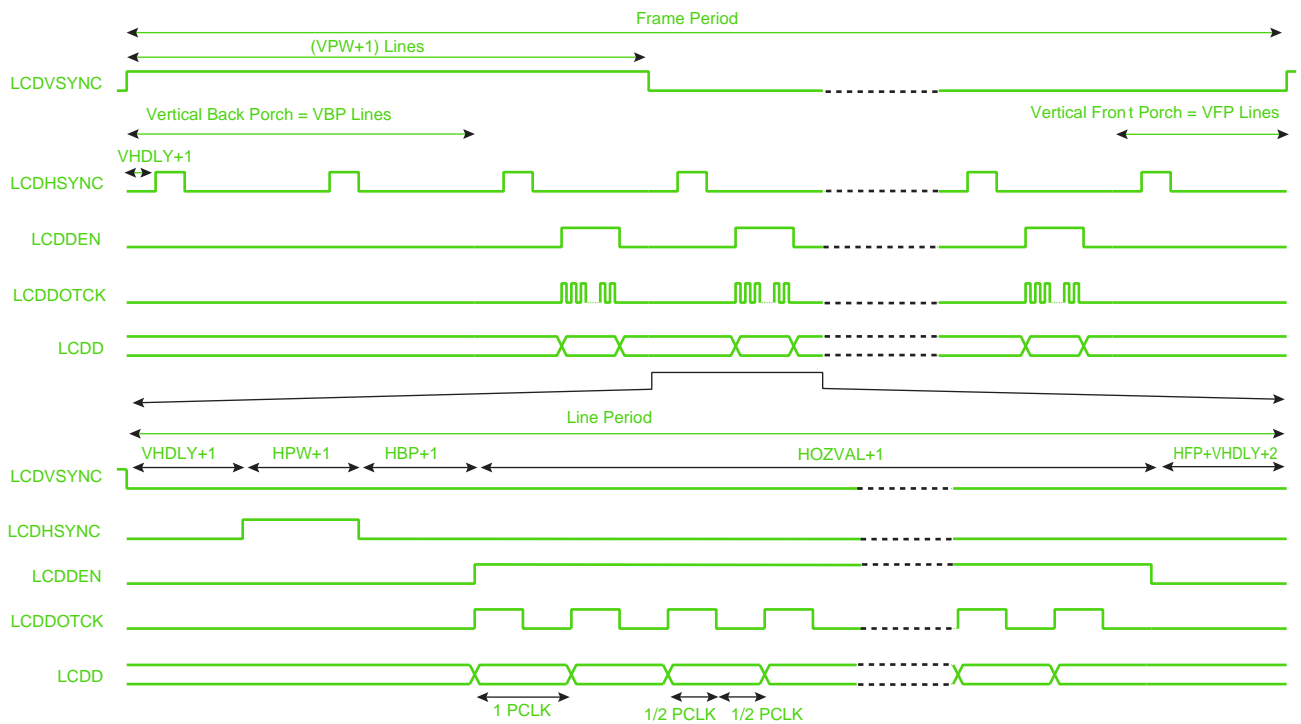 Frame Period
(VPW+1) Lines
LCDVSYNC
Vertical Back Porch = VBP Lines
Vertical Front Porch = VFP Lines
VHDLY+1
LCDHSYNC
LCDDEN
LCDDOTCK
LCDD
Line Period
VHDLY+1 HPW+1 HBP+1 HOZVAL+1 HFP+VHDLY+2
LCDVSYNC
LCDHSYNC
LCDDEN
LCDDOTCK
LCDD
1 PCLK 1/2 PCLK 1/2 PCLK